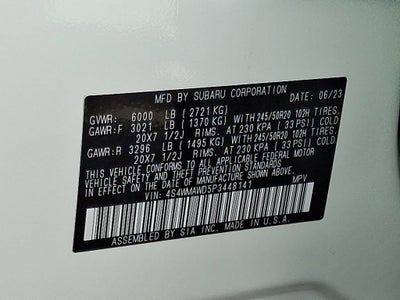 MFD BY SUBARU CORPORATION DATE: 06/23
GVWR: 6000 LB (2721 KG)
GAWR:F 3021 LB (1370 KG) WITH 245/50R20 102H TIRES.
20X7 1/2J RIMS. AT 230 KPA (33 PSI) COLD
GAWR:R 3296 LB (1495 KG) WITH 245/50R20 102H TIRES.
20X7 1/2J RIMS. AT 230 KPA (33 PSI) COLD
THIS VEHICLE CONFORMS TO ALL APPLICABLE FEDERAL MOTOR
VEHICLE SAFETY STANDARDS IN EFFECT ON THE
DATE OF MANUFACTURE SHOWN ABOVE.
VIN: 4S4WMAWD5P3448141 MPV
ASSEMBLED BY SIA INC. MADE IN U.S.A.